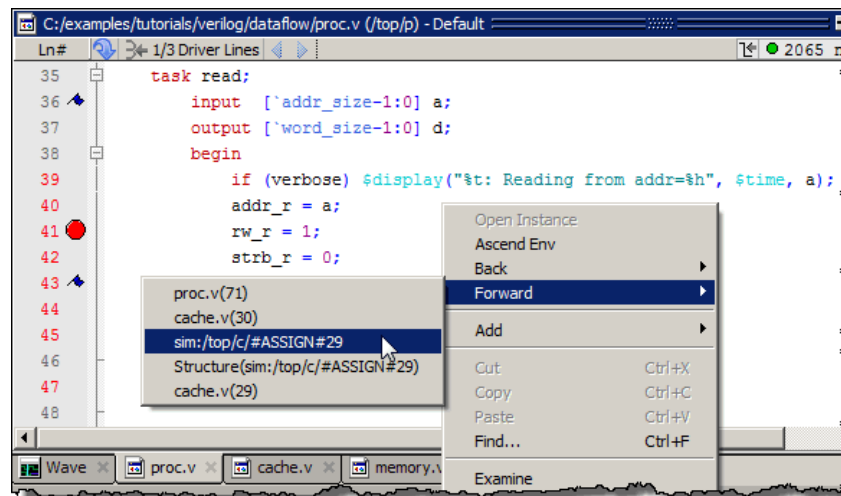 C:/examples/tutorials/verilog/dataflow/proc.v (/top/p) - Default
Ln# 1/3 Driver Lines 2065
35 task read;
36 input [`addr_size-1:0] a;
37 output [`word_size-1:0] d;
38 begin
39 if (verbose) $display("%t: Reading from addr=%h", $time, a);
40 addr_r = a;
41 rw_r = 1;
42 strb_r = 0;
43
44
45
46
47
48
Open Instance
Ascend Env
Back
Forward
Add
Cut Ctrl+X
Copy Ctrl+C
Paste Ctrl+V
Find... Ctrl+F
Examine
proc.v(71)
cache.v(30)
sim:/top/c/#ASSIGN#29
Structure(sim:/top/c/#ASSIGN#29)
cache.v(29)
Wave proc.v cache.v memory.v